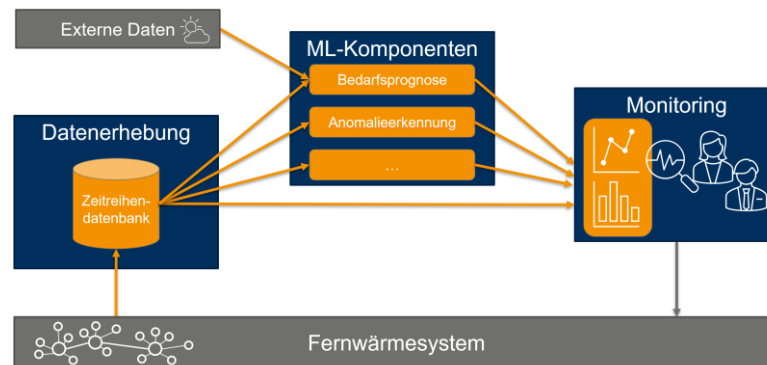 Externe Daten
ML-Komponenten
Bedarfsprognose
Anomalieerkennung
...
Datenerhebung
Zeitreihen-
datenbank
Monitoring
Fernwärmesystem